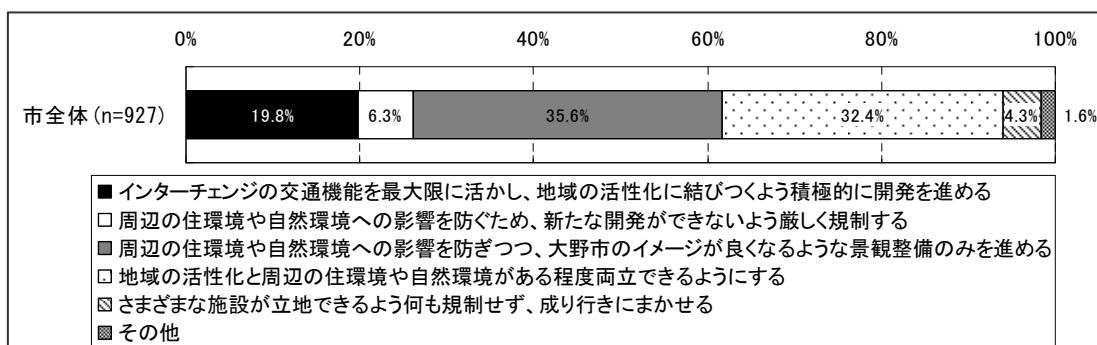 0% 20% 40% 60% 80% 100%
市全体(n=927) 19.8% 6.3% 35.6% 32.4% 4.3% 1.6%
インターチェンジの交通機能を最大限に活かし、地域の活性化に結びつくよう積極的に開発を進める
周辺の住環境や自然環境への影響を防ぐため、新たな開発ができないよう厳しく規制する
周辺の住環境や自然環境への影響を防ぎつつ、大野市のイメージが良くなるような景観整備のみを進める
地域の活性化と周辺の住環境や自然環境がある程度両立できるようにする
さまざまな施設が立地できるよう何も規制せず、成り行きにまかせる
その他